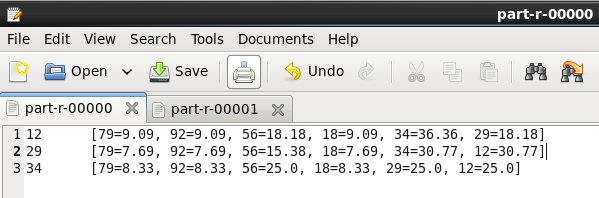 part-r-00000
File Edit View Search Tools Documents Help
Open Save Undo
part-r-00000 part-r-00001
1 12 [79=9.09, 92=9.09, 56=18.18, 18=9.09, 34=36.36, 29=18.18]
2 29 [79=7.69, 92=7.69, 56=15.38, 18=7.69, 34=30.77, 12=30.77]
3 34 [79=8.33, 92=8.33, 56=25.0, 18=8.33, 29=25.0, 12=25.0]